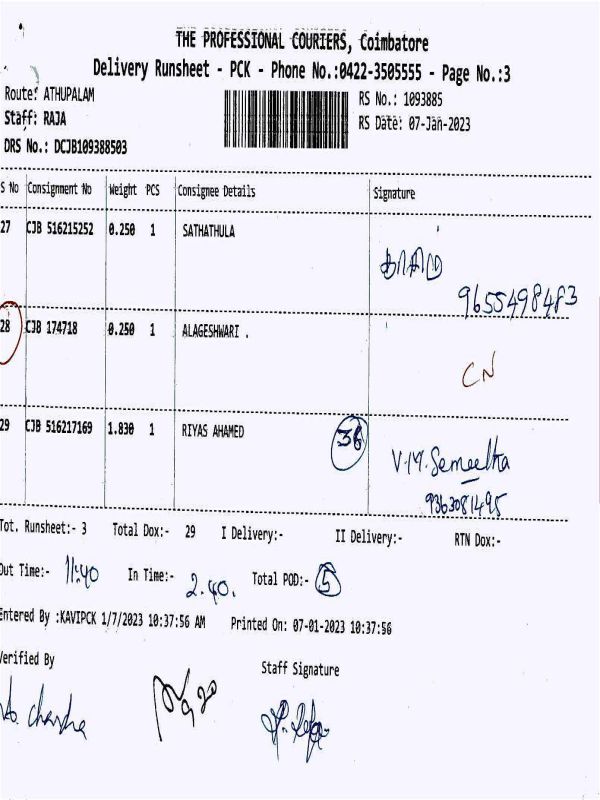 THE PROFESSIONAL COURIERS, Coimbatore
Delivery Runsheet - PCK - Phone No.:0422-3505555 - Page No.:3
Route: ATHUPALAM RS No.: 1093885
Staff: RAJA RS Date: 07-Jan-2023
DRS No.: DCJB109388503
S No Consignment No Weight PCS Consignee Details Signature
27 CJB 516215252 0.250 1 SATHATHULA
9655498483
28 CJB 174718 0.250 1 ALAGESHWARI .
CN
29 CJB 516217169 1.830 1 RIYAS AHAMED 36
V.M.Semeelha
9363081495
Tot. Runsheet:- 3 Total Dox:- 29 I Delivery:- II Delivery:- RTN Dox:-
Out Time:- 11:40 In Time:- 2.40. Total POD:- 5
Entered By :KAVIPCK 1/7/2023 10:37:56 AM Printed On: 07-01-2023 10:37:56
Verified By Staff Signature